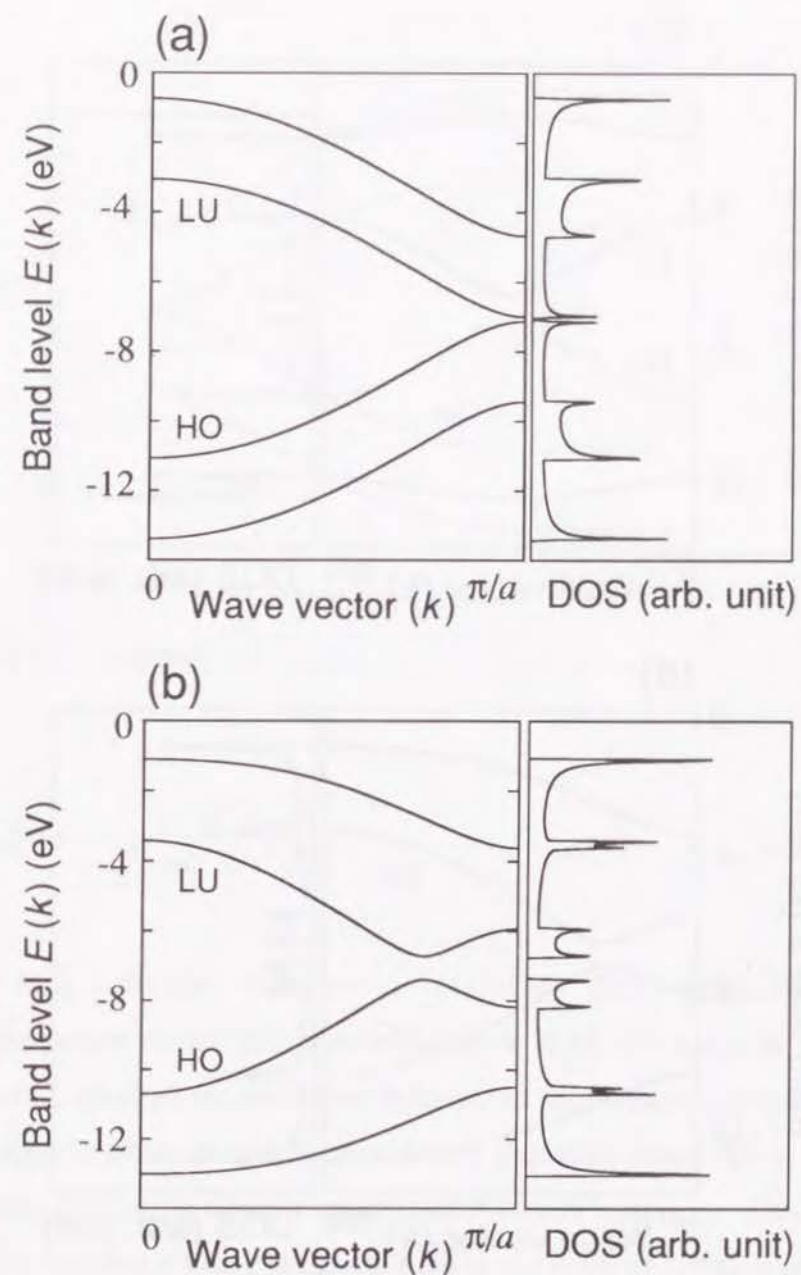 (a)
0
-4
-8
-12
Band level E (k) (eV)
LU
HO
0
Wave vector (k)
π/a
DOS (arb. unit)
(b)
0
-4
-8
-12
Band level E (k) (eV)
LU
HO
0
Wave vector (k)
π/a
DOS (arb. unit)